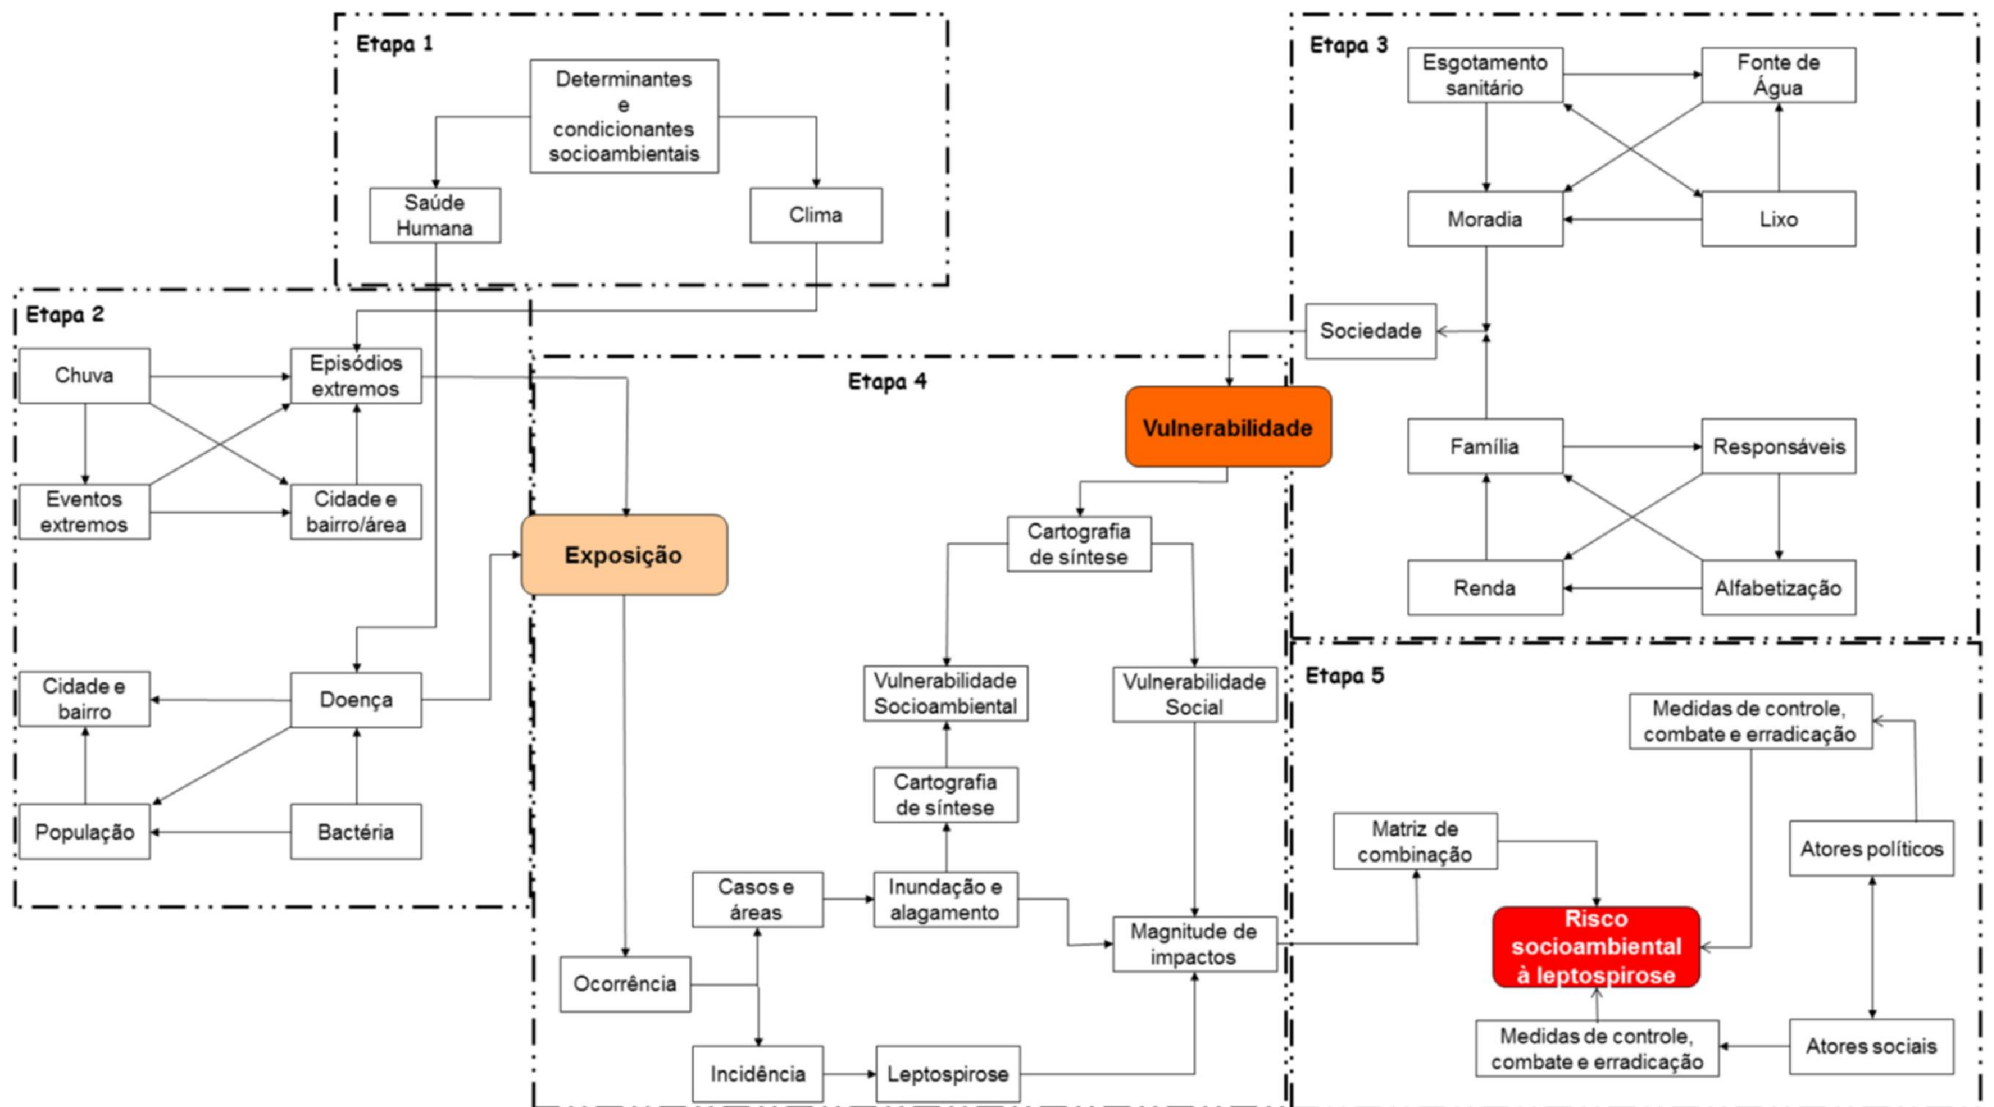 Etapa 1
Determinantes
e
condicionantes
socioambientais
Saúde
Humana
Clima
Etapa 2
Chuva
Episódios
extremos
Eventos
extremos
Cidade e
bairro/área
Cidade e
bairro
Doença
População
Bactéria
Etapa 3
Esgotamento
sanitário
Fonte de
Água
Moradia
Lixo
Sociedade
Família
Responsáveis
Renda
Alfabetização
Etapa 4
Vulnerabilidade
Exposição
Cartografia
de síntese
Vulnerabilidade
Socioambiental
Vulnerabilidade
Social
Cartografia
de síntese
Casos e
áreas
Inundação e
alagamento
Magnitude de
impactos
Ocorrência
Incidência
Leptospirose
Etapa 5
Medidas de controle,
combate e erradicação
Matriz de
combinação
Atores políticos
Risco
socioambiental
à leptospirose
Medidas de controle,
combate e erradicação
Atores sociais